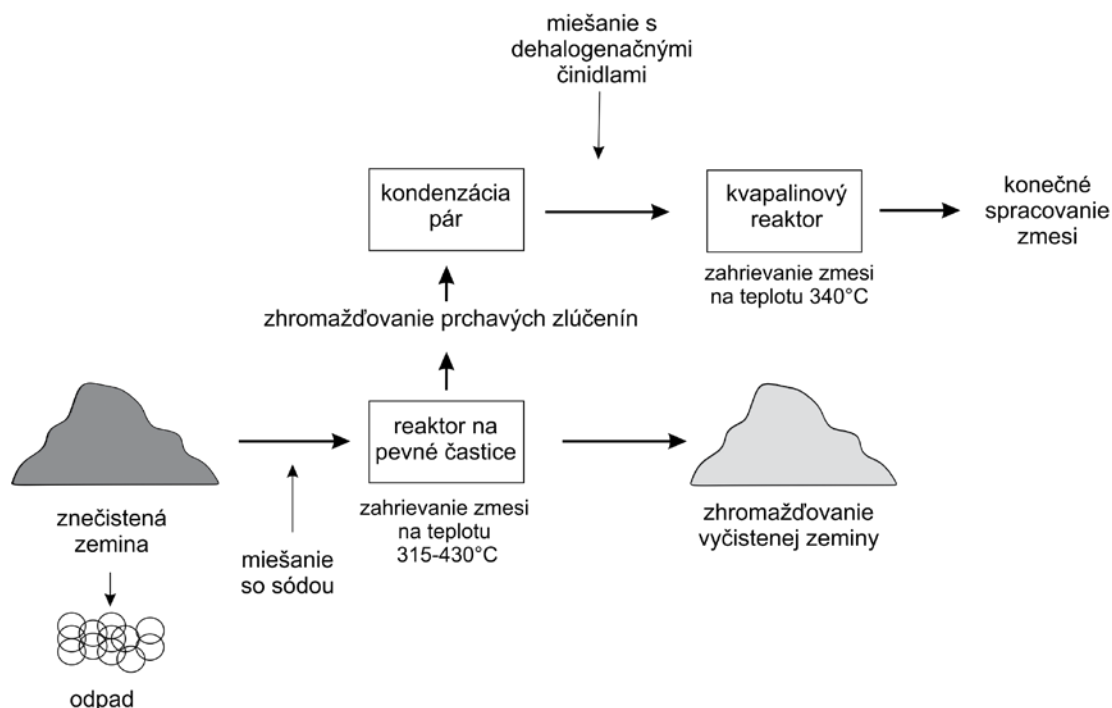 miešanie s
dehalogenačnými
činidlami
kondenzácia
pár
kvapalinový
reaktor
konečné
spracovanie
zmesi
zahrievanie zmesi
na teplotu 340°C
zhromažďovanie prchavých zlúčenín
reaktor na
pevné častice
znečistená
zemina
miešanie
so sódou
zahrievanie zmesi
na teplotu
315-430°C
zhromažďovanie
vyčistenej zeminy
odpad